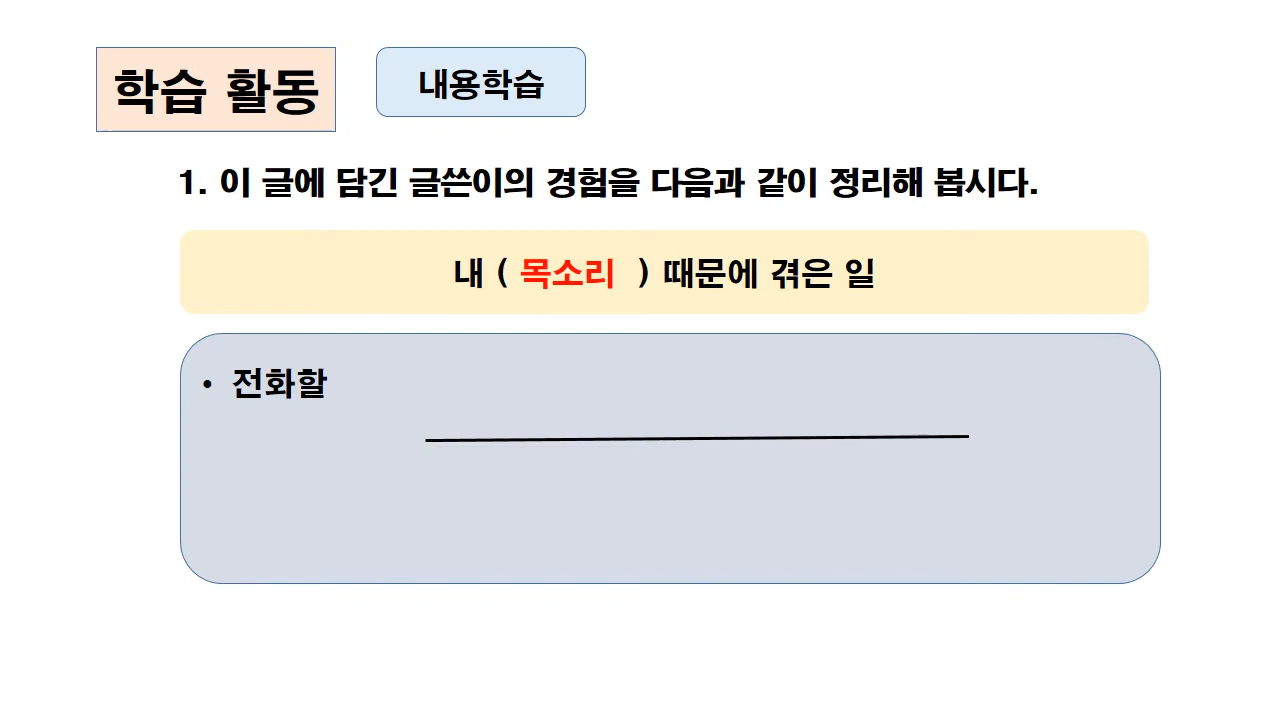 학습 활동
내용학습
1. 이 글에 담긴 글쓴이의 경험을 다음과 같이 정리해 봅시다.
내 ( 목소리 ) 때문에 겪은 일
• 전화할